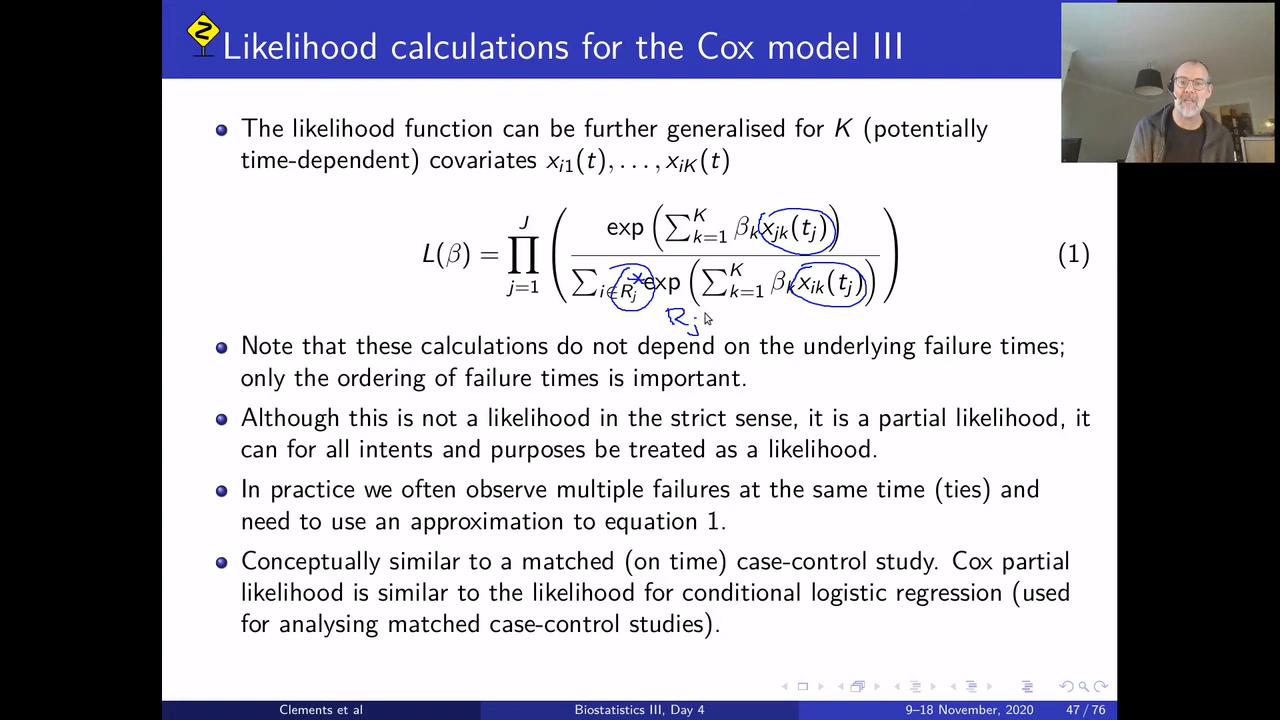 Likelihood calculations for the Cox model III
The likelihood function can be further generalised for K (potentially
time-dependent) covariates x_{i1}(t), . . . , x_{iK}(t)
L(β) = ∏_{j=1}^{J} ( exp (∑_{k=1}^{K} β_k x_{jk}(t_j)) / ∑_{i∈R_j} exp (∑_{k=1}^{K} β_k x_{ik}(t_j)) ) (1)
R_j
Note that these calculations do not depend on the underlying failure times;
only the ordering of failure times is important.
Although this is not a likelihood in the strict sense, it is a partial likelihood, it
can for all intents and purposes be treated as a likelihood.
In practice we often observe multiple failures at the same time (ties) and
need to use an approximation to equation 1.
Conceptually similar to a matched (on time) case-control study. Cox partial
likelihood is similar to the likelihood for conditional logistic regression (used
for analysing matched case-control studies).
Clements et al Biostatistics III, Day 4 9–18 November, 2020 47 / 76